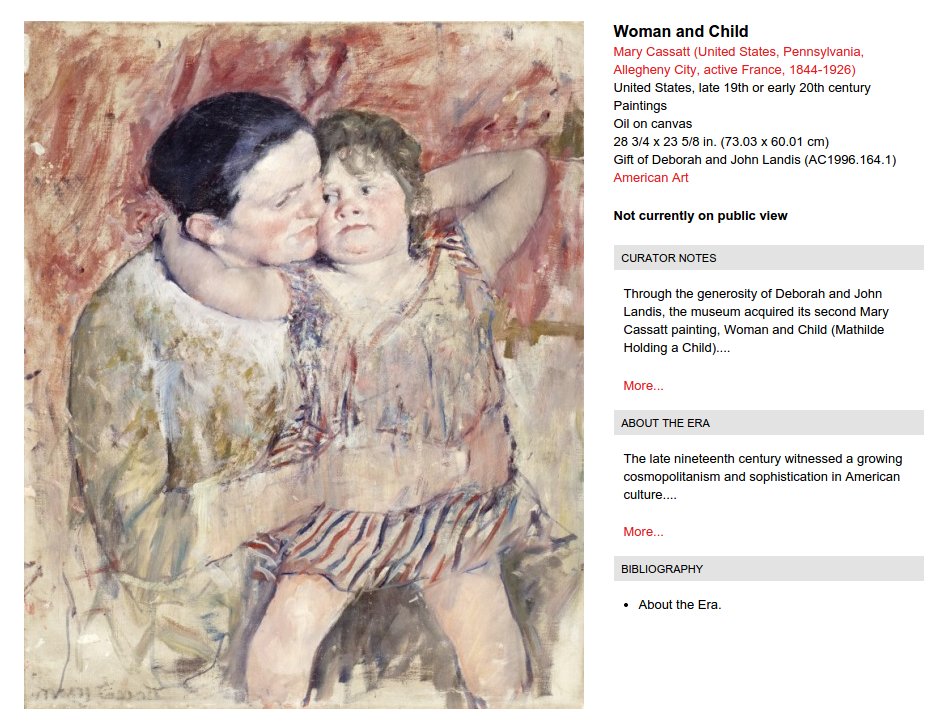 Woman and Child
Mary Cassatt (United States, Pennsylvania,
Allegheny City, active France, 1844-1926)
United States, late 19th or early 20th century
Paintings
Oil on canvas
28 3/4 x 23 5/8 in. (73.03 x 60.01 cm)
Gift of Deborah and John Landis (AC1996.164.1)
American Art
Not currently on public view
CURATOR NOTES
Through the generosity of Deborah and John
Landis, the museum acquired its second Mary
Cassatt painting, Woman and Child (Mathilde
Holding a Child)....
More...
ABOUT THE ERA
The late nineteenth century witnessed a growing
cosmopolitanism and sophistication in American
culture....
More...
BIBLIOGRAPHY
• About the Era.